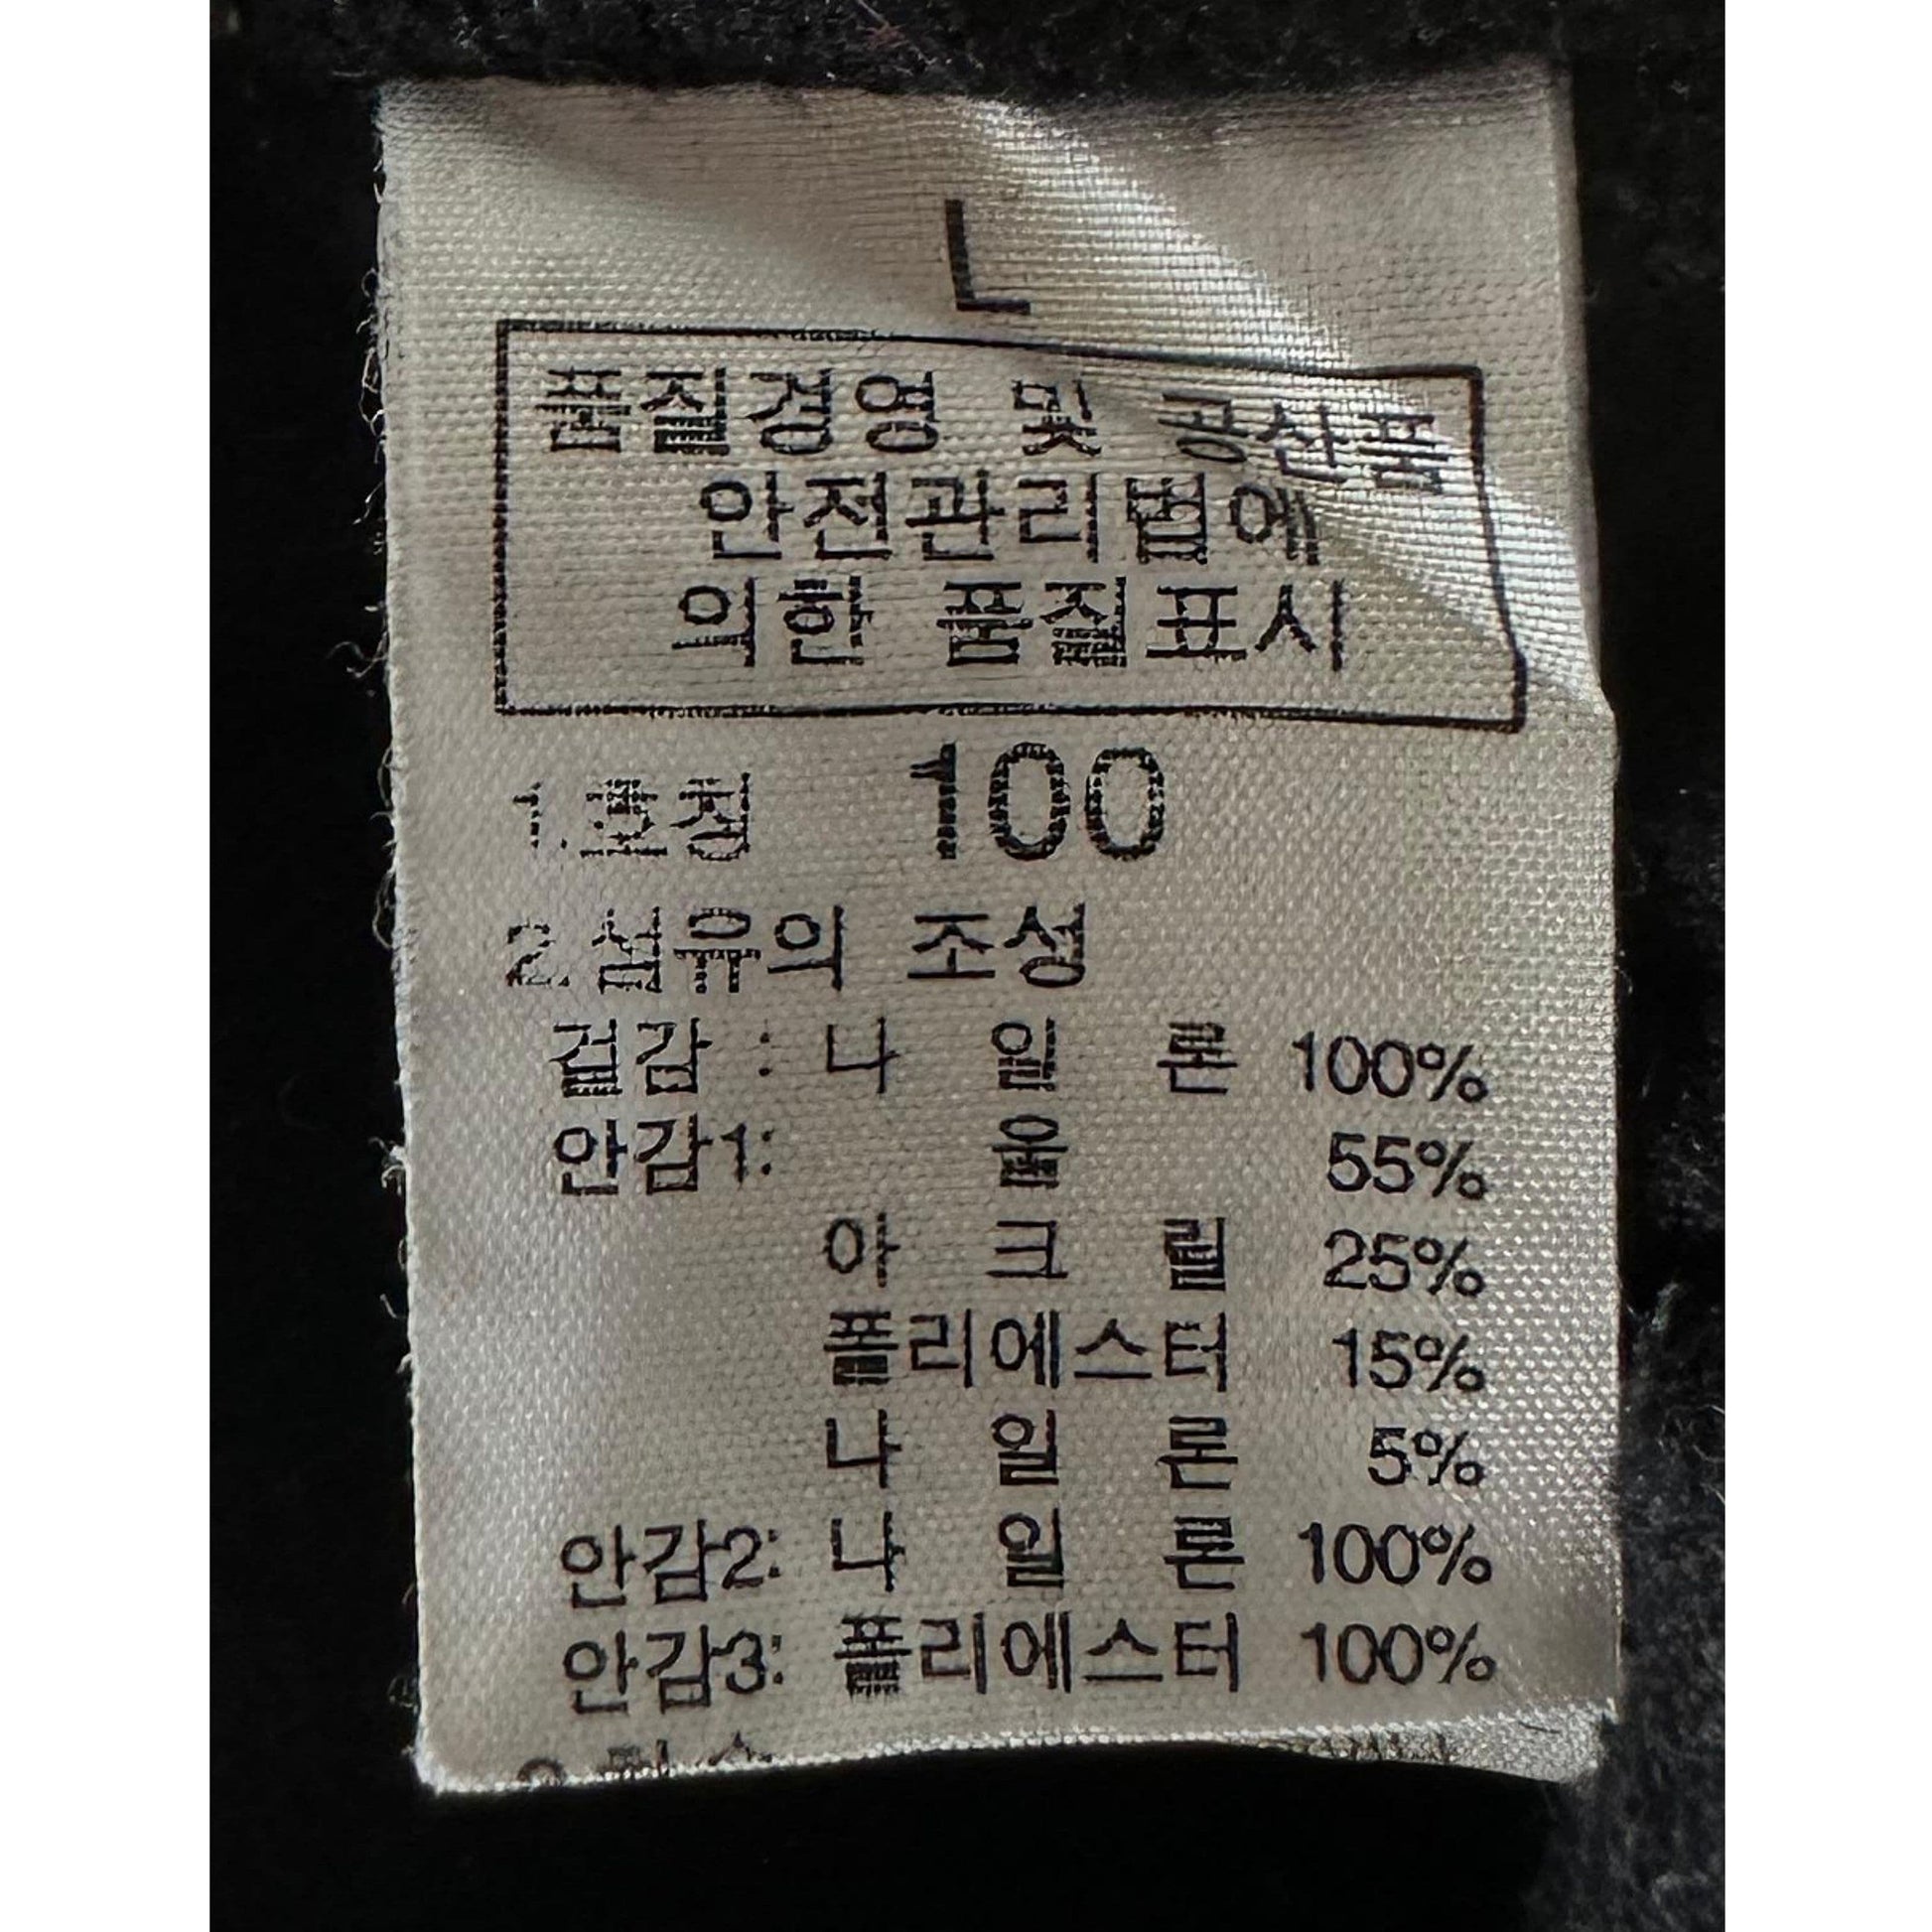 L
품질경영 및 공산품
안전관리법에
의한 품질표시
1.호칭 100
2.섬유의 조성
겉감 : 나 일 론 100%
안감1: 울 55%
아 크 릴 25%
폴리에스터 15%
나 일 론 5%
안감2: 나 일 론 100%
안감3: 폴리에스터 100%